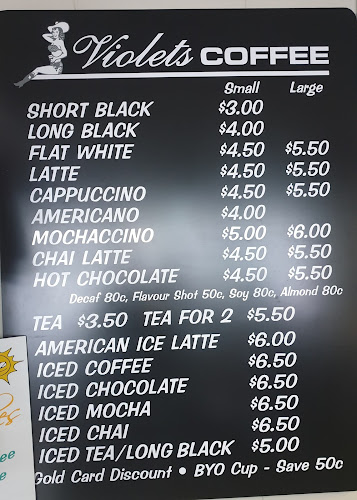 Violets COFFEE
Small Large
SHORT BLACK $3.00
LONG BLACK $4.00
FLAT WHITE $4.50 $5.50
LATTE $4.50 $5.50
CAPPUCCINO $4.50 $5.50
AMERICANO $4.00
MOCHACCINO $5.00 $6.00
CHAI LATTE $4.50 $5.50
HOT CHOCOLATE $4.50 $5.50
Decaf 80c, Flavour Shot 50c, Soy 80c, Almond 80c
TEA $3.50 TEA FOR 2 $5.50
AMERICAN ICE LATTE $6.00
ICED COFFEE $6.50
ICED CHOCOLATE $6.50
ICED MOCHA $6.50
ICED CHAI $6.50
ICED TEA/LONG BLACK $5.00
Gold Card Discount • BYO Cup - Save 50c